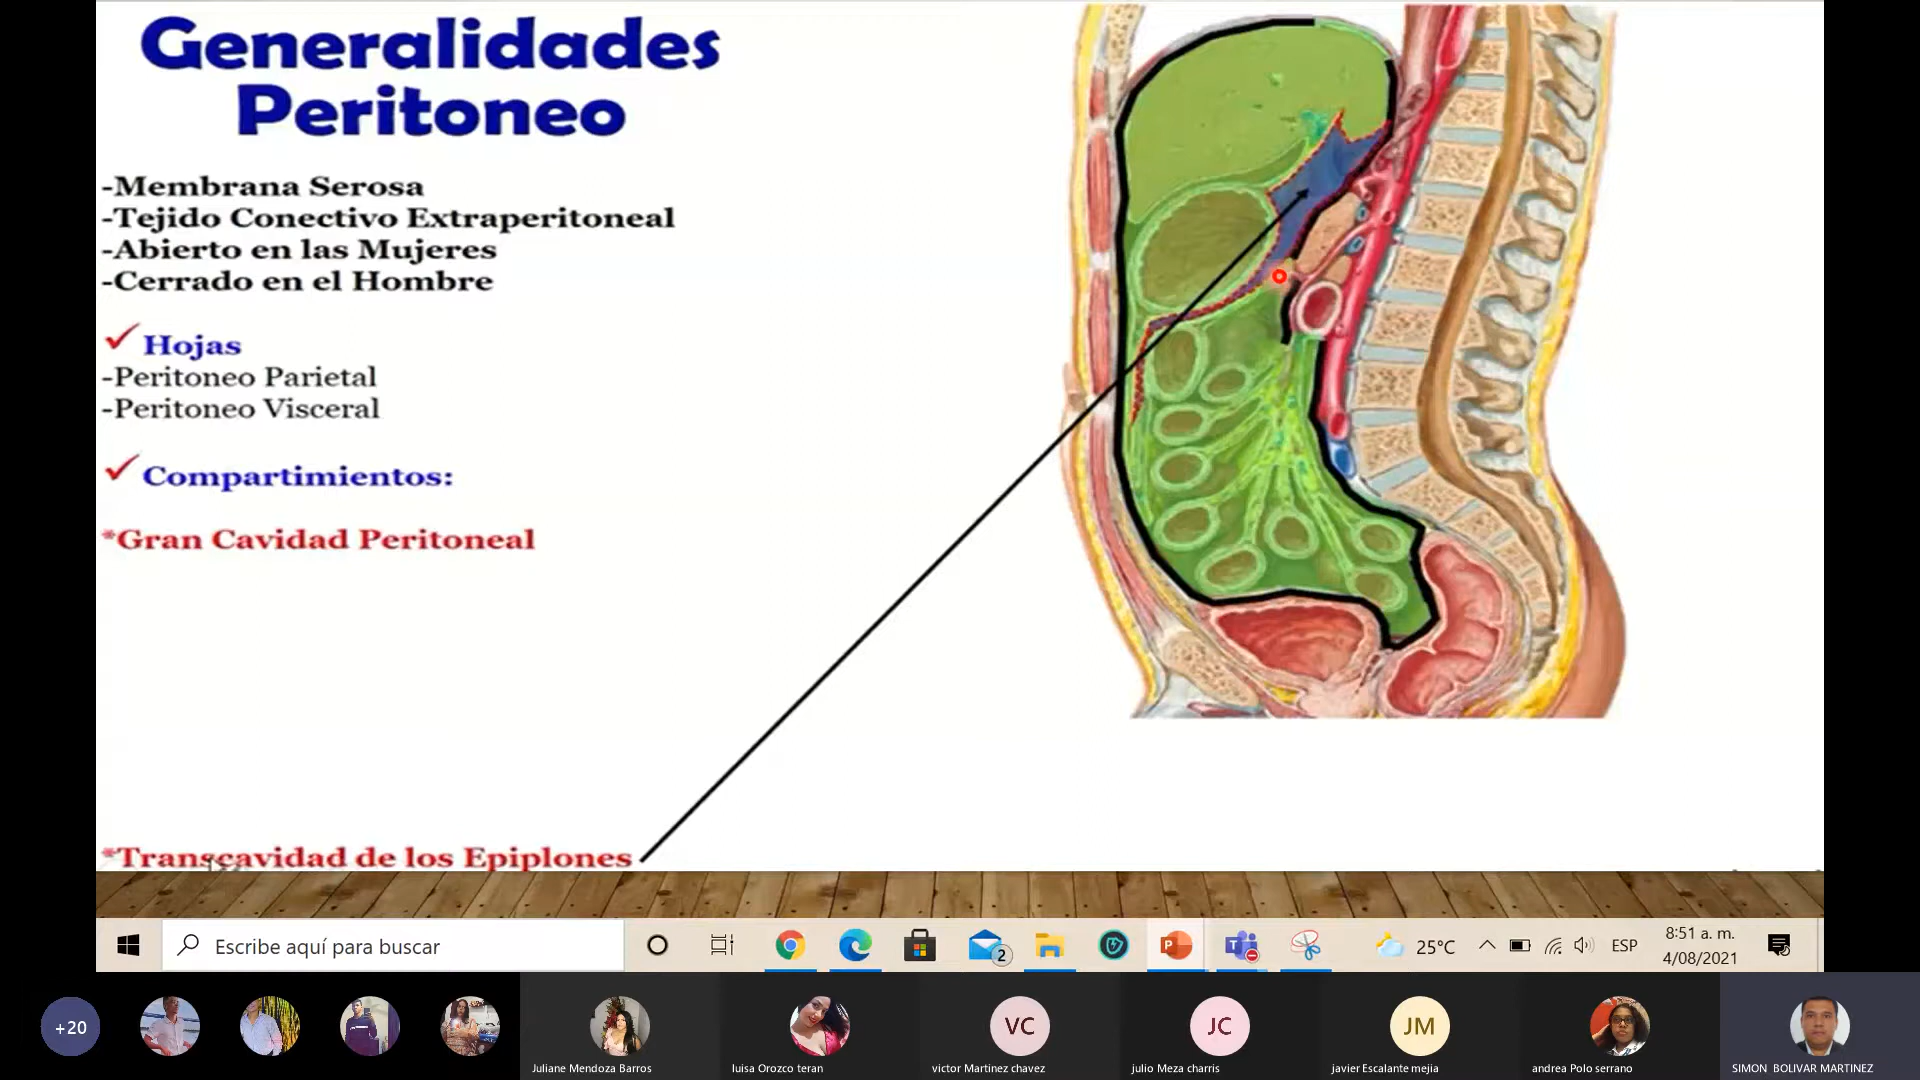 Generalidades
Peritoneo
-Membrana Serosa
-Tejido Conectivo Extraperitoneal
-Abierto en las Mujeres
-Cerrado en el Hombre
Hojas
-Peritoneo Parietal
-Peritoneo Visceral
Compartimientos:
*Gran Cavidad Peritoneal
*Transcavidad de los Epiplones
Escribe aquí para buscar
2
25°C
ESP
8:51 a. m.
4/08/2021
+20
VC
JC
JM
Juliane Mendoza Barros
luisa Orozco teran
victor Martinez chavez
julio Meza charris
javier Escalante mejia
andrea Polo serrano
SIMON BOLIVAR MARTINEZ